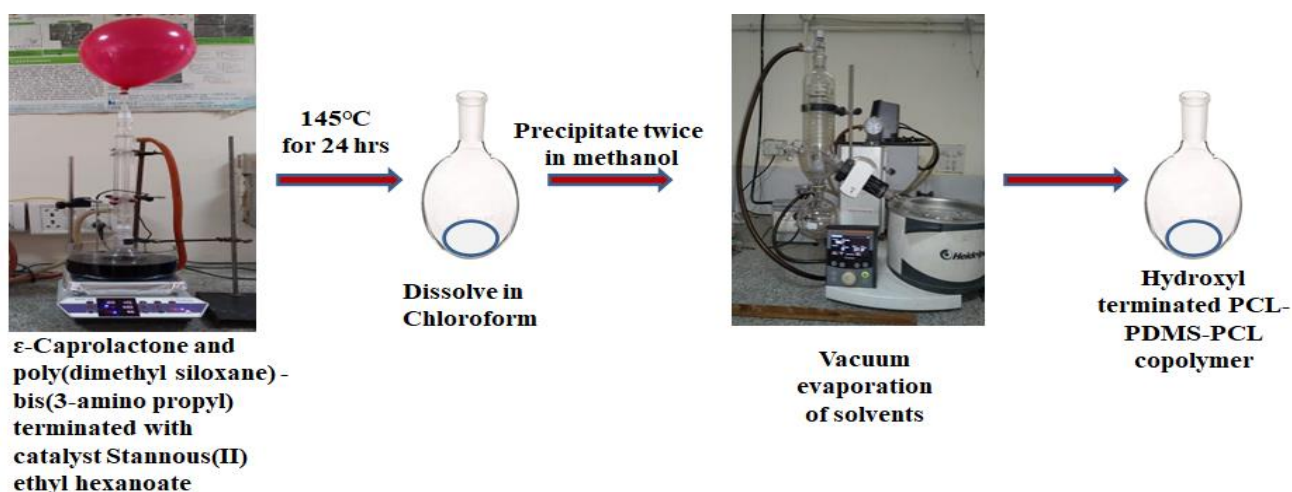 145°C
for 24 hrs
Precipitate twice
in methanol
Dissolve in
Chloroform
ε-Caprolactone and
poly(dimethyl siloxane) -
bis(3-amino propyl)
terminated with
catalyst Stannous(II)
ethyl hexanoate
Vacuum
evaporation
of solvents
Hydroxyl
terminated PCL-
PDMS-PCL
copolymer